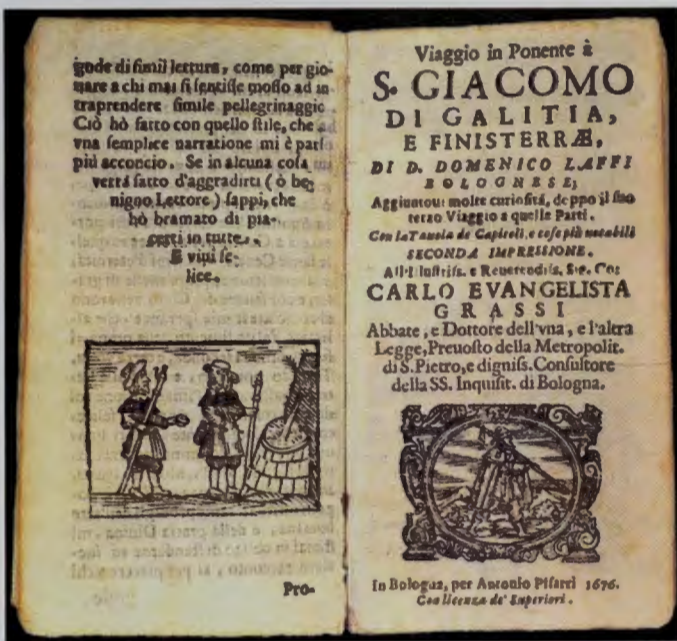 gode di simil lettura, come per gio-
uare a chi mai si sentisse mosso ad in
traprendere simile pellegrinaggio
Ciò hò fatto con quello stile, che a
vna semplice narratione mi è parso
più acconcio. Se in alcuna cosa
verrà fatto d'aggradirti (ò be-
nigno Lettore) sappi, che
hò bramato di pia-
certi in tutte.
E viui fe-
lice.
Pro-
Viaggio in Ponente à
S. GIACOMO
DI GALITIA,
E FINISTERRÆ,
DI D. DOMENICO LAFFI
BOLOGNESE,
Aggiuntoui molte curiosità, doppo il suo
terzo Viaggio a quelle Parti.
Con la Tauola de Capitoli, e cose più notabili
SECONDA IMPRESSIONE.
All'Illustriss. e Reuerendiss. Sig. Co:
CARLO EVANGELISTA
GRASSI
Abbate, e Dottore dell'vna, e l'altra
Legge, Preuosto della Metropolit.
di S. Pietro, e digniss. Consultore
della SS. Inquisit. di Bologna.
In Bologna, per Antonio Pisarri 1676.
Con licenza de' Superiori.